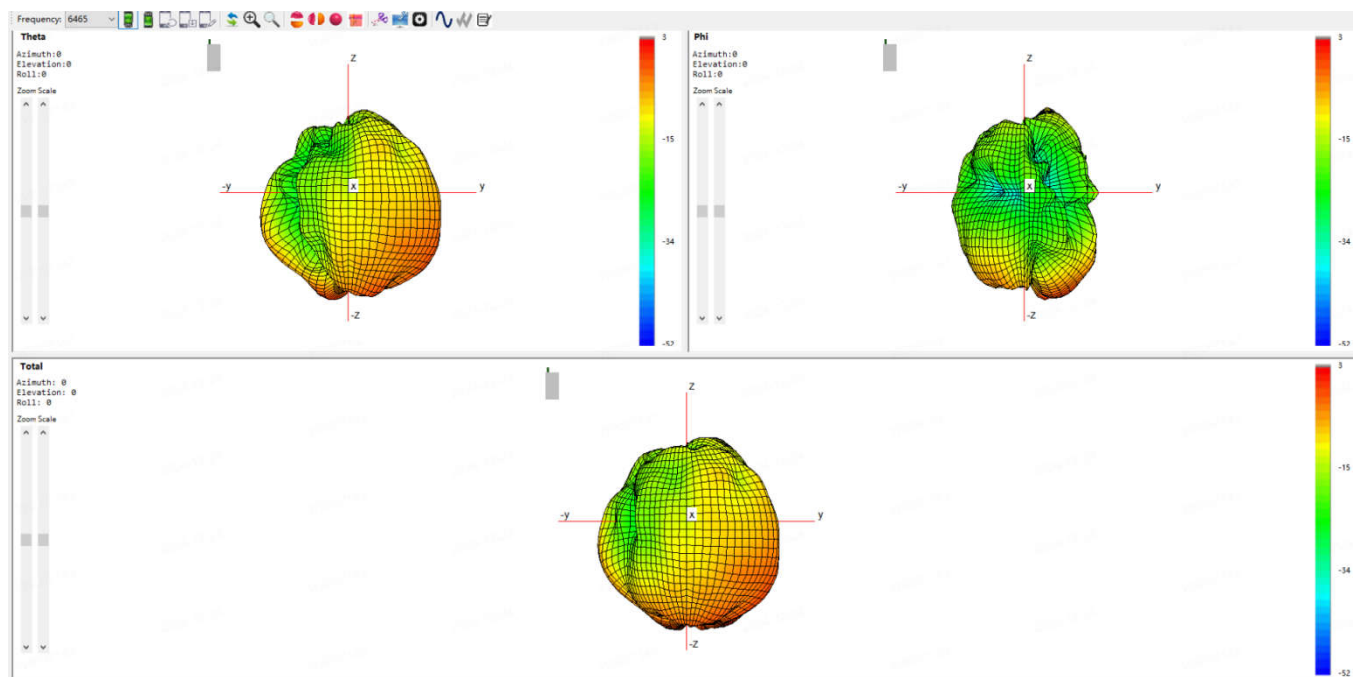 Frequency: 6465
Theta
Azimuth:0
Elevation:0
Roll:0
Zoom Scale
z
-y
x
y
-z
3
-15
-34
-52
Phi
Azimuth:0
Elevation:0
Roll:0
Zoom Scale
z
-y
x
y
-z
3
-15
-34
-52
Total
Azimuth: 0
Elevation: 0
Roll: 0
Zoom Scale
z
-y
x
y
-z
3
-15
-34
-52